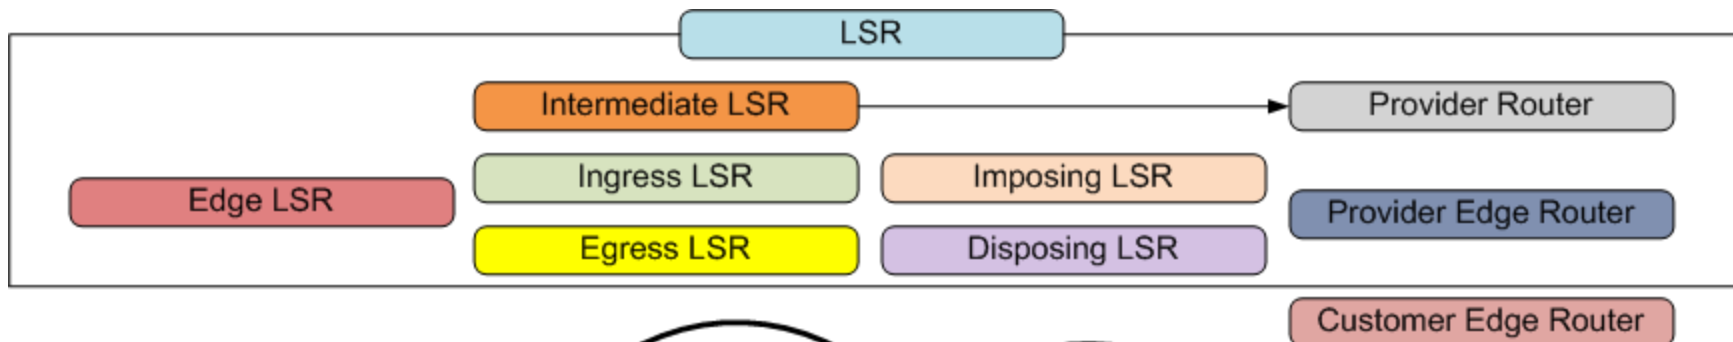 LSR
Intermediate LSR
Provider Router
Ingress LSR
Imposing LSR
Edge LSR
Provider Edge Router
Egress LSR
Disposing LSR
Customer Edge Router